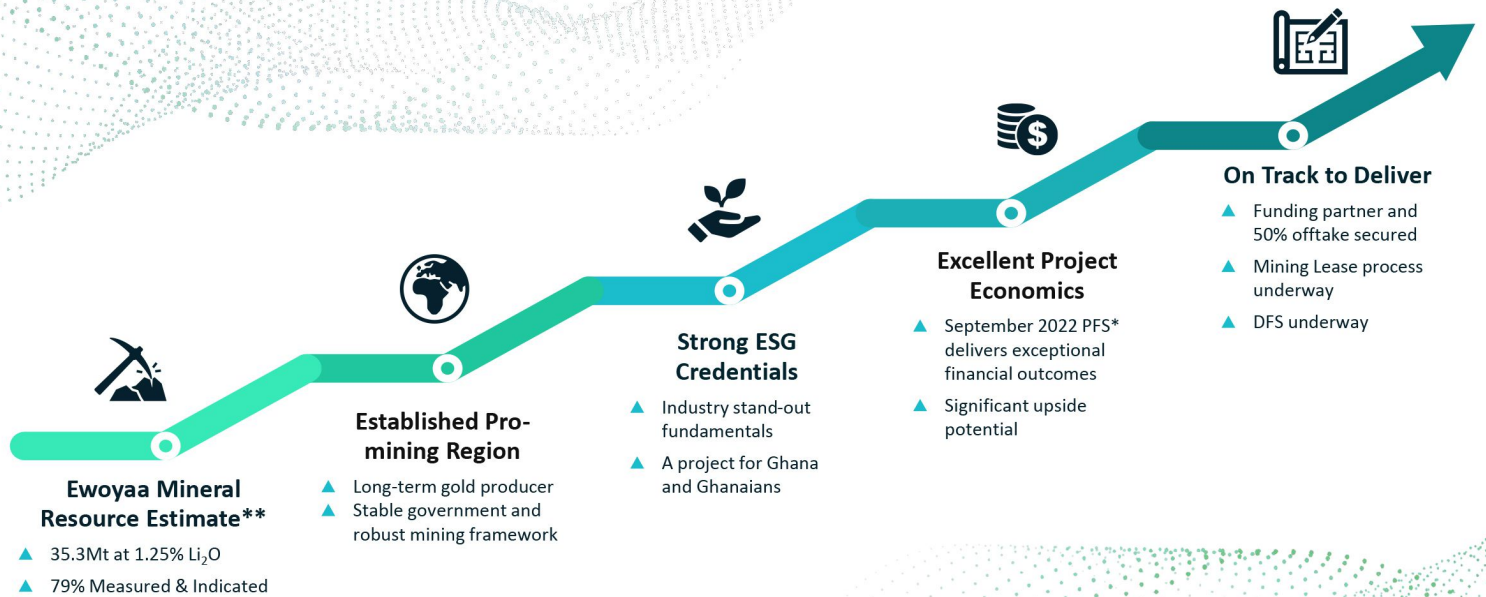 Ewoyaa Mineral
Resource Estimate**
35.3Mt at 1.25% Li₂O
79% Measured & Indicated
Established Pro-
mining Region
Long-term gold producer
Stable government and
robust mining framework
Strong ESG
Credentials
Industry stand-out
fundamentals
A project for Ghana
and Ghanaians
$
Excellent Project
Economics
September 2022 PFS*
delivers exceptional
financial outcomes
Significant upside
potential
On Track to Deliver
Funding partner and
50% offtake secured
Mining Lease process
underway
DFS underway